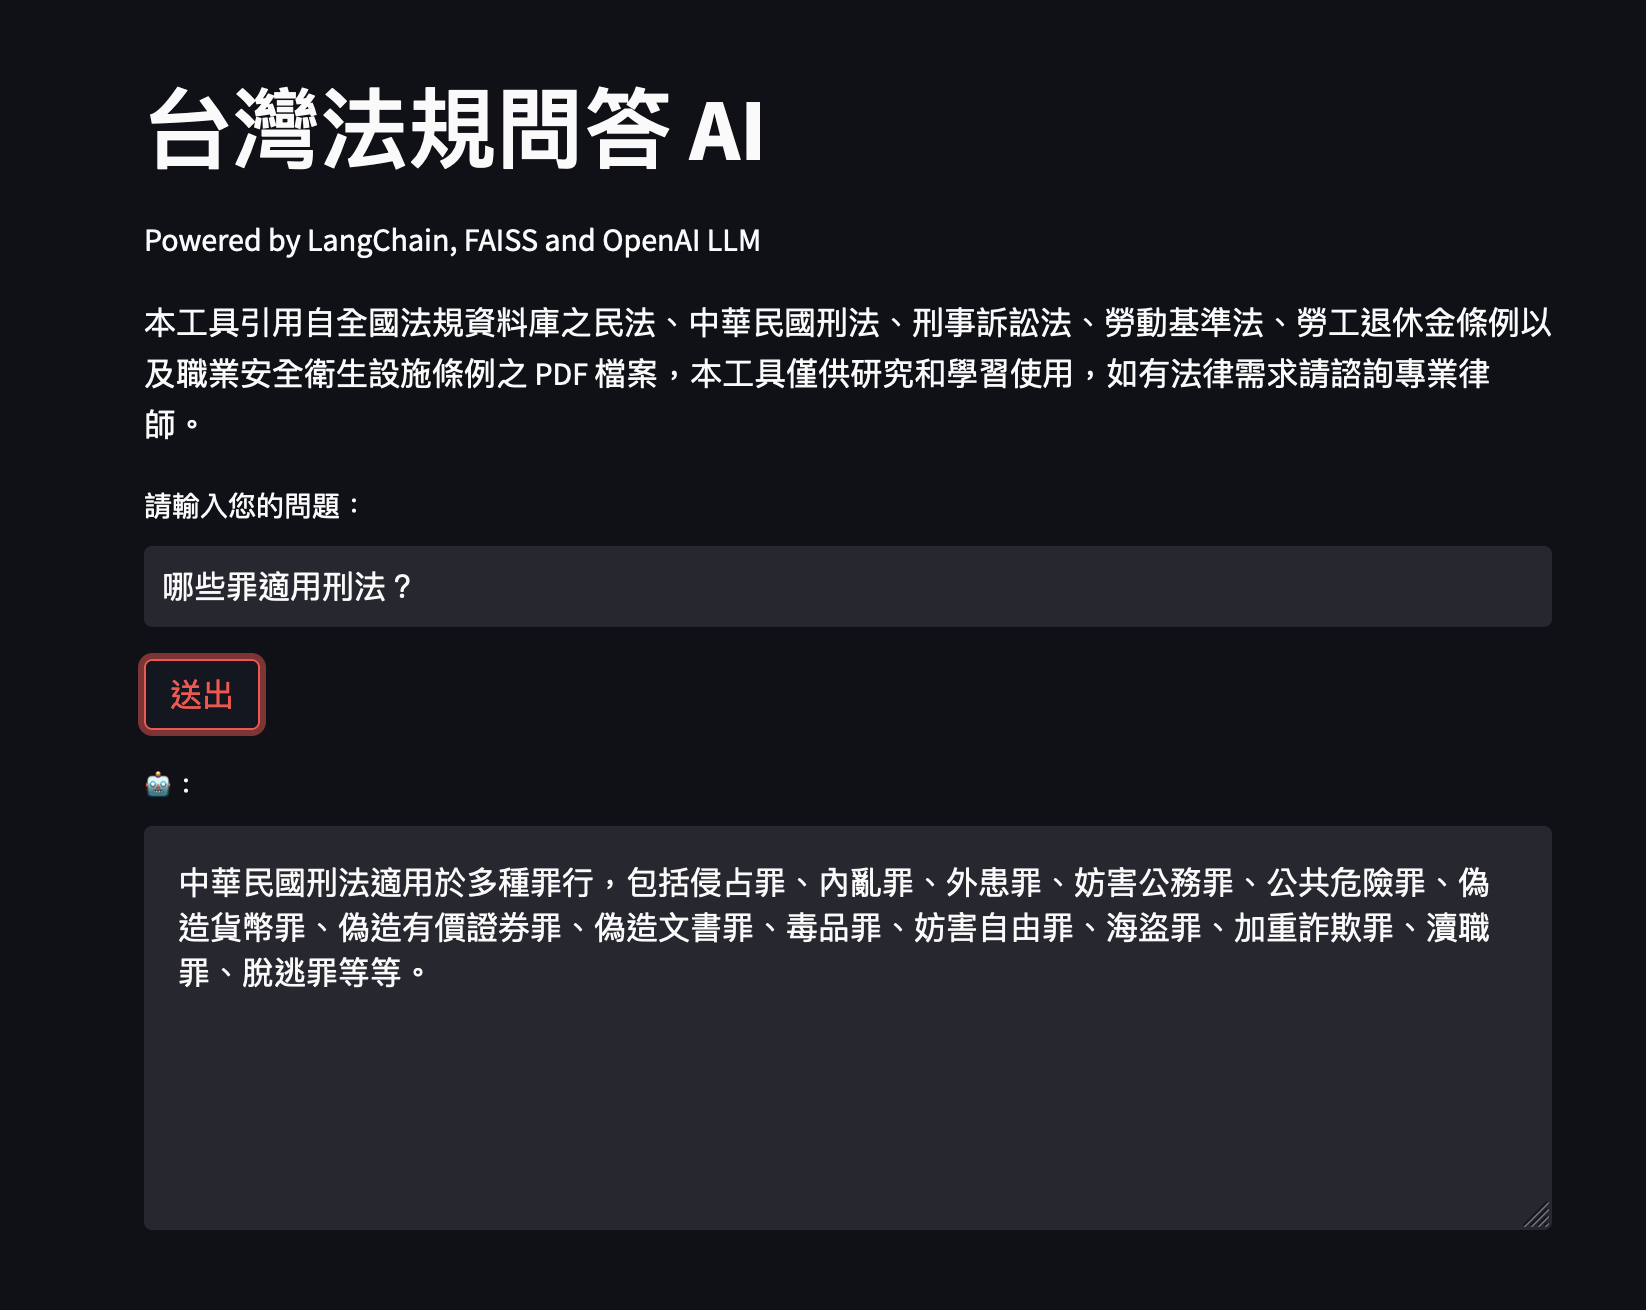 台灣法規問答 AI
Powered by LangChain, FAISS and OpenAI LLM
本工具引用自全國法規資料庫之民法、中華民國刑法、刑事訴訟法、勞動基準法、勞工退休金條例以
及職業安全衛生設施條例之 PDF 檔案，本工具僅供研究和學習使用，如有法律需求請諮詢專業律
師。
請輸入您的問題：
哪些罪適用刑法？
送出
🤖：
中華民國刑法適用於多種罪行，包括侵占罪、內亂罪、外患罪、妨害公務罪、公共危險罪、偽
造貨幣罪、偽造有價證券罪、偽造文書罪、毒品罪、妨害自由罪、海盜罪、加重詐欺罪、瀆職
罪、脫逃罪等等。